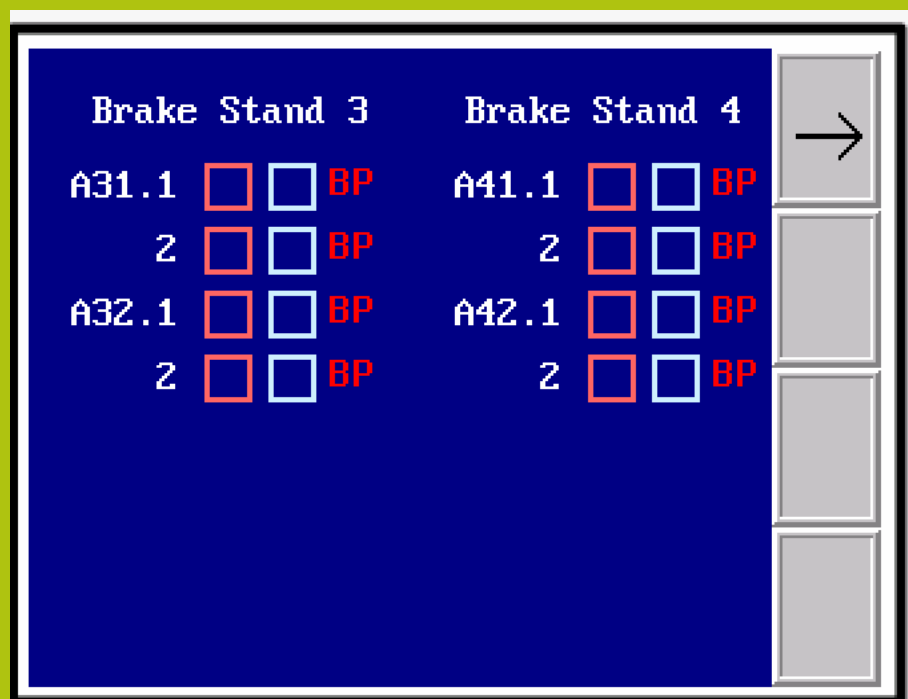 Brake Stand 3 Brake Stand 4
A31.1 BP A41.1 BP
2 BP 2 BP
A32.1 BP A42.1 BP
2 BP 2 BP